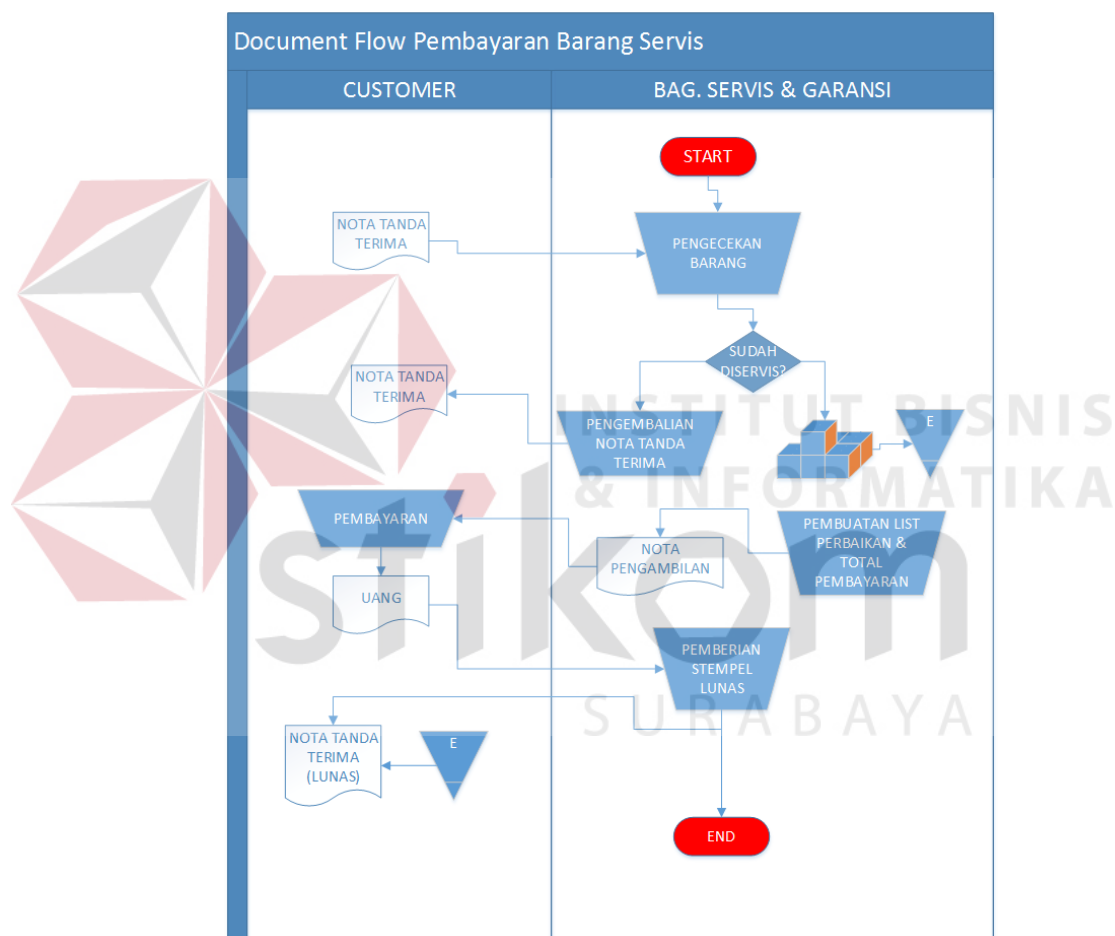 Document Flow Pembayaran Barang Servis
CUSTOMER
BAG. SERVIS & GARANSI
START
NOTA TANDA
TERIMA
PENGECEKAN
BARANG
SUDAH
DISERVIS?
NOTA TANDA
TERIMA
PENGEMBALIAN
NOTA TANDA
TERIMA
E
INSTITUT BISNIS
& INFORMATIKA
PEMBAYARAN
NOTA
PENGAMBILAN
PEMBUATAN LIST
PERBAIKAN &
TOTAL
PEMBAYARAN
stikom
UANG
PEMBERIAN
STEMPEL
LUNAS
SURABAYA
NOTA TANDA
TERIMA
(LUNAS)
E
END